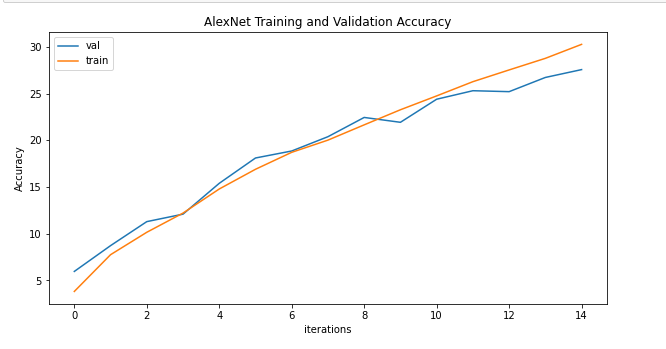 AlexNet Training and Validation Accuracy
val
train
30
25
20
15
10
5
Accuracy
0 2 4 6 8 10 12 14
iterations